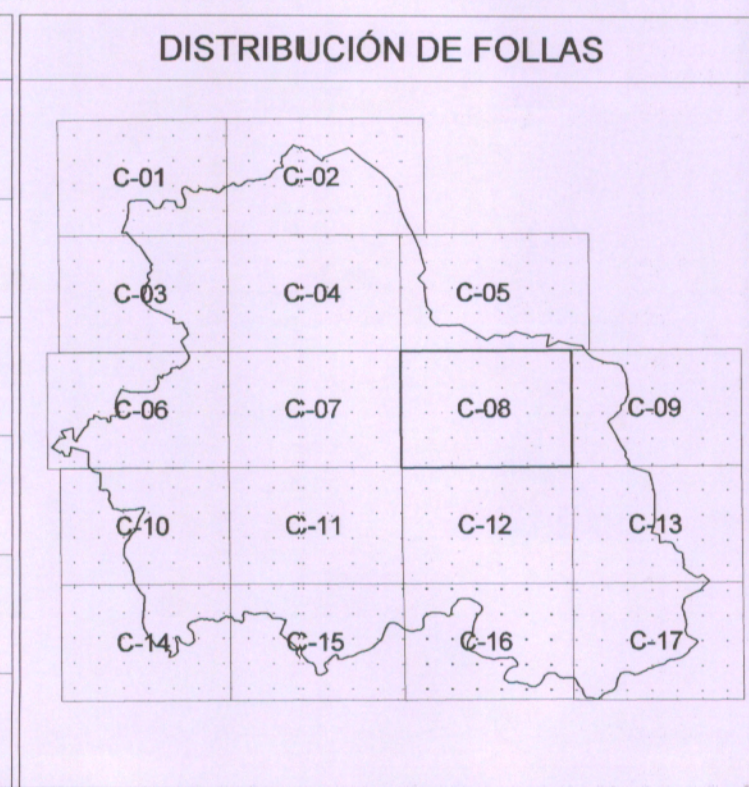 DISTRIBUCIÓN DE FOLLAS
C-01 C-02
C-03 C-04 C-05
C-06 C-07 C-08 C-09
C-10 C-11 C-12 C-13
C-14 C-15 C-16 C-17